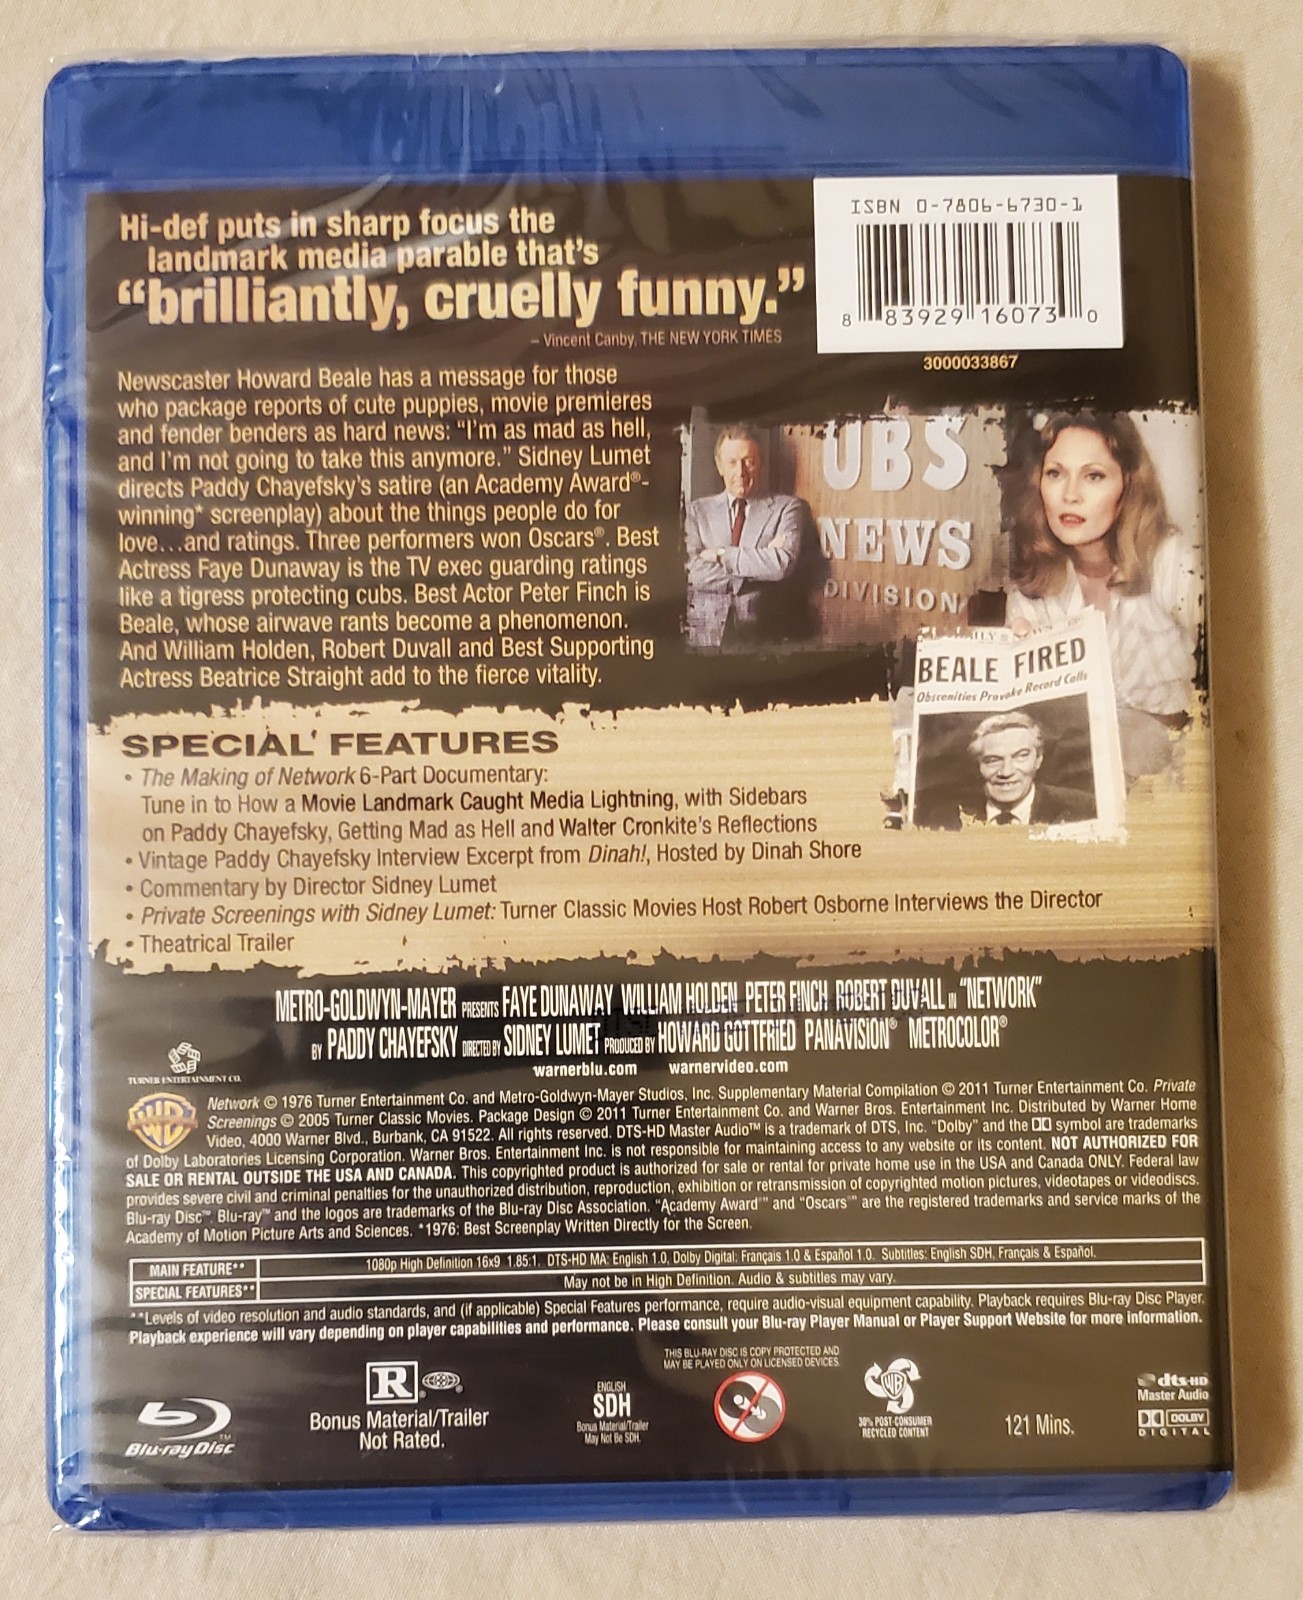 Hi-def puts in sharp focus the
landmark media parable that's
“brilliantly, cruelly funny.”
– Vincent Canby, THE NEW YORK TIMES
ISBN 0-7806-6730-1
8 83929 16073 0
3000033867
Newscaster Howard Beale has a message for those
who package reports of cute puppies, movie premieres
and fender benders as hard news: “I'm as mad as hell,
and I'm not going to take this anymore.” Sidney Lumet
directs Paddy Chayefsky's satire (an Academy Award®-
winning* screenplay) about the things people do for
love...and ratings. Three performers won Oscars®. Best
Actress Faye Dunaway is the TV exec guarding ratings
like a tigress protecting cubs. Best Actor Peter Finch is
Beale, whose airwave rants become a phenomenon.
And William Holden, Robert Duvall and Best Supporting
Actress Beatrice Straight add to the fierce vitality.
UBS
NEWS
DIVISION
BEALE FIRED
Obscenities Provoke Record Calls
SPECIAL FEATURES
• The Making of Network 6-Part Documentary:
Tune in to How a Movie Landmark Caught Media Lightning, with Sidebars
on Paddy Chayefsky, Getting Mad as Hell and Walter Cronkite's Reflections
• Vintage Paddy Chayefsky Interview Excerpt from Dinah!, Hosted by Dinah Shore
• Commentary by Director Sidney Lumet
• Private Screenings with Sidney Lumet: Turner Classic Movies Host Robert Osborne Interviews the Director
• Theatrical Trailer
METRO-GOLDWYN-MAYER PRESENTS FAYE DUNAWAY WILLIAM HOLDEN PETER FINCH ROBERT DUVALL IN “NETWORK”
BY PADDY CHAYEFSKY DIRECTED BY SIDNEY LUMET PRODUCED BY HOWARD GOTTFRIED PANAVISION® METROCOLOR®
warnerblu.com warnervideo.com
TURNER ENTERTAINMENT CO.
WB
Network © 1976 Turner Entertainment Co. and Metro-Goldwyn-Mayer Studios, Inc. Supplementary Material Compilation © 2011 Turner Entertainment Co. Private
Screenings © 2005 Turner Classic Movies. Package Design © 2011 Turner Entertainment Co. and Warner Bros. Entertainment Inc. Distributed by Warner Home
Video, 4000 Warner Blvd., Burbank, CA 91522. All rights reserved. DTS-HD Master Audio™ is a trademark of DTS, Inc. “Dolby” and the DD symbol are trademarks
of Dolby Laboratories Licensing Corporation. Warner Bros. Entertainment Inc. is not responsible for maintaining access to any website or its content. NOT AUTHORIZED FOR
SALE OR RENTAL OUTSIDE THE USA AND CANADA. This copyrighted product is authorized for sale or rental for private home use in the USA and Canada ONLY. Federal law
provides severe civil and criminal penalties for the unauthorized distribution, reproduction, exhibition or retransmission of copyrighted motion pictures, videotapes or videodiscs.
Blu-ray Disc™. Blu-ray™ and the logos are trademarks of the Blu-ray Disc Association. “Academy Award®” and “Oscars®” are the registered trademarks and service marks of the
Academy of Motion Picture Arts and Sciences. *1976: Best Screenplay Written Directly for the Screen.
MAIN FEATURE** 1080p High Definition 16x9 1.85:1. DTS-HD MA: English 1.0, Dolby Digital: Français 1.0 & Español 1.0. Subtitles: English SDH, Français & Español.
SPECIAL FEATURES** May not be in High Definition. Audio & subtitles may vary.
**Levels of video resolution and audio standards, and (if applicable) Special Features performance, require audio-visual equipment capability. Playback requires Blu-ray Disc Player.
Playback experience will vary depending on player capabilities and performance. Please consult your Blu-ray Player Manual or Player Support Website for more information.
THIS BLU-RAY DISC IS COPY PROTECTED AND
MAY BE PLAYED ONLY ON LICENSED DEVICES.
Blu-ray Disc™
R
Bonus Material/Trailer
Not Rated.
ENGLISH
SDH
Bonus Material/Trailer
May Not Be SDH.
WB
30% POST-CONSUMER
RECYCLED CONTENT
121 Mins.
dts-HD
Master Audio
DOLBY
DIGITAL